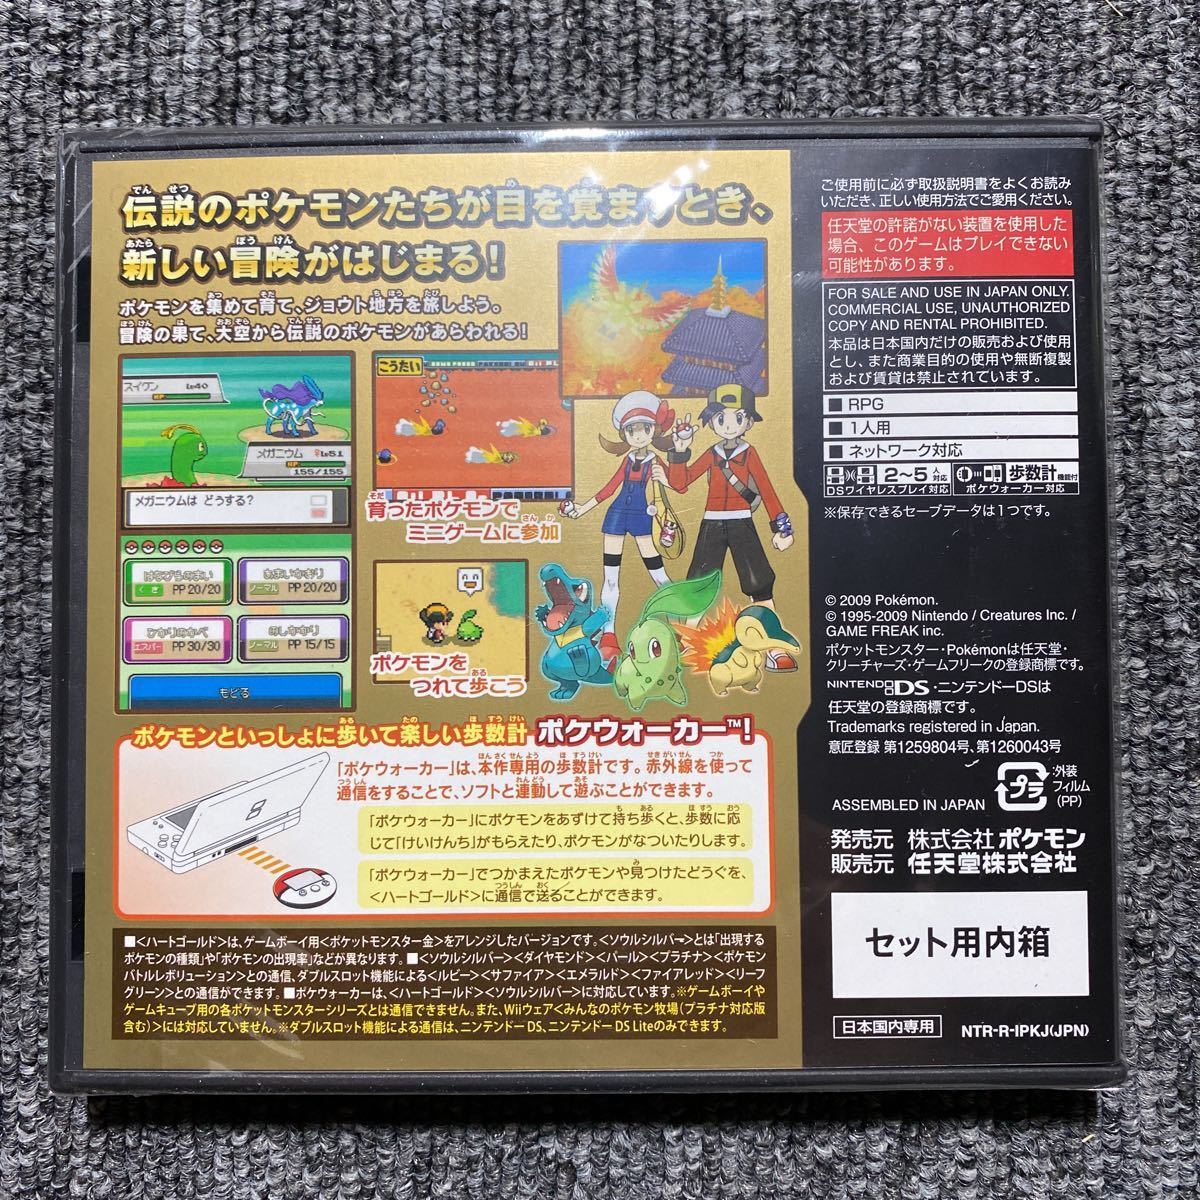 伝説のポケモンたちが目を覚ますとき、
新しい冒険がはじまる!
ポケモンを集めて育て、ジョウト地方を旅しよう。
冒険の果て、大空から伝説のポケモンがあらわれる!
スイクン Lv40
メガニウム ♀Lv51
HP
155/155
メガニウムは どうする?
はなびらのまい
くさ PP 20/20
あまいかおり
ノーマル PP 20/20
ひかりのかべ
エスパー PP 30/30
のしかかり
ノーマル PP 15/15
もどる
こうたい
育ったポケモンで
ミニゲームに参加
ポケモンを
つれて歩こう
ポケモンといっしょに歩いて楽しい歩数計 ポケウォーカー™!
「ポケウォーカー」は、本作専用の歩数計です。赤外線を使って
通信をすることで、ソフトと連動して遊ぶことができます。
「ポケウォーカー」にポケモンをあずけて持ち歩くと、歩数に応
じて「けいけんち」がもらえたり、ポケモンがなついたりします。
「ポケウォーカー」でつかまえたポケモンや見つけたどうぐを、
<ハートゴールド>に通信で送ることができます。
■<ハートゴールド>は、ゲームボーイ用<ポケットモンスター金>をアレンジしたバージョンです。<ソウルシルバー>とは「出現する
ポケモンの種類」や「ポケモンの出現率」などが異なります。■<ソウルシルバー><ダイヤモンド><パール><プラチナ><ポケモン
バトルレボリューション>との通信、ダブルスロット機能による<ルビー><サファイア><エメラルド><ファイアレッド><リーフ
グリーン>との通信ができます。■ポケウォーカーは、<ハートゴールド><ソウルシルバー>に対応しています。※ゲームボーイや
ゲームキューブ用の各ポケットモンスターシリーズとは通信できません。また、Wiiウェア<みんなのポケモン牧場(プラチナ対応版
含む)>には対応していません。※ダブルスロット機能による通信は、ニンテンドーDS、ニンテンドーDS Liteのみできます。
ご使用前に必ず取扱説明書をよくお読み
いただき、正しい使用方法でご愛用ください。
任天堂の許諾がない装置を使用した
場合、このゲームはプレイできない
可能性があります。
FOR SALE AND USE IN JAPAN ONLY.
COMMERCIAL USE, UNAUTHORIZED
COPY AND RENTAL PROHIBITED.
本品は日本国内だけの販売および使用
とし、また商業目的の使用や無断複製
および賃貸は禁止されています。
■ RPG
■ 1人用
■ ネットワーク対応
2~5人対応
DSワイヤレスプレイ対応
歩数計機能付
ポケウォーカー対応
※保存できるセーブデータは1つです。
© 2009 Pokémon.
© 1995-2009 Nintendo / Creatures Inc. /
GAME FREAK inc.
ポケットモンスター・Pokémonは任天堂・
クリーチャーズ・ゲームフリークの登録商標です。
NINTENDO DS・ニンテンドーDSは
任天堂の登録商標です。
Trademarks registered in Japan.
意匠登録 第1259804号、第1260043号
プラ
:外装
フィルム
(PP)
ASSEMBLED IN JAPAN
発売元 株式会社 ポケモン
販売元 任天堂株式会社
セット用内箱
日本国内専用
NTR-R-IPKJ(JPN)